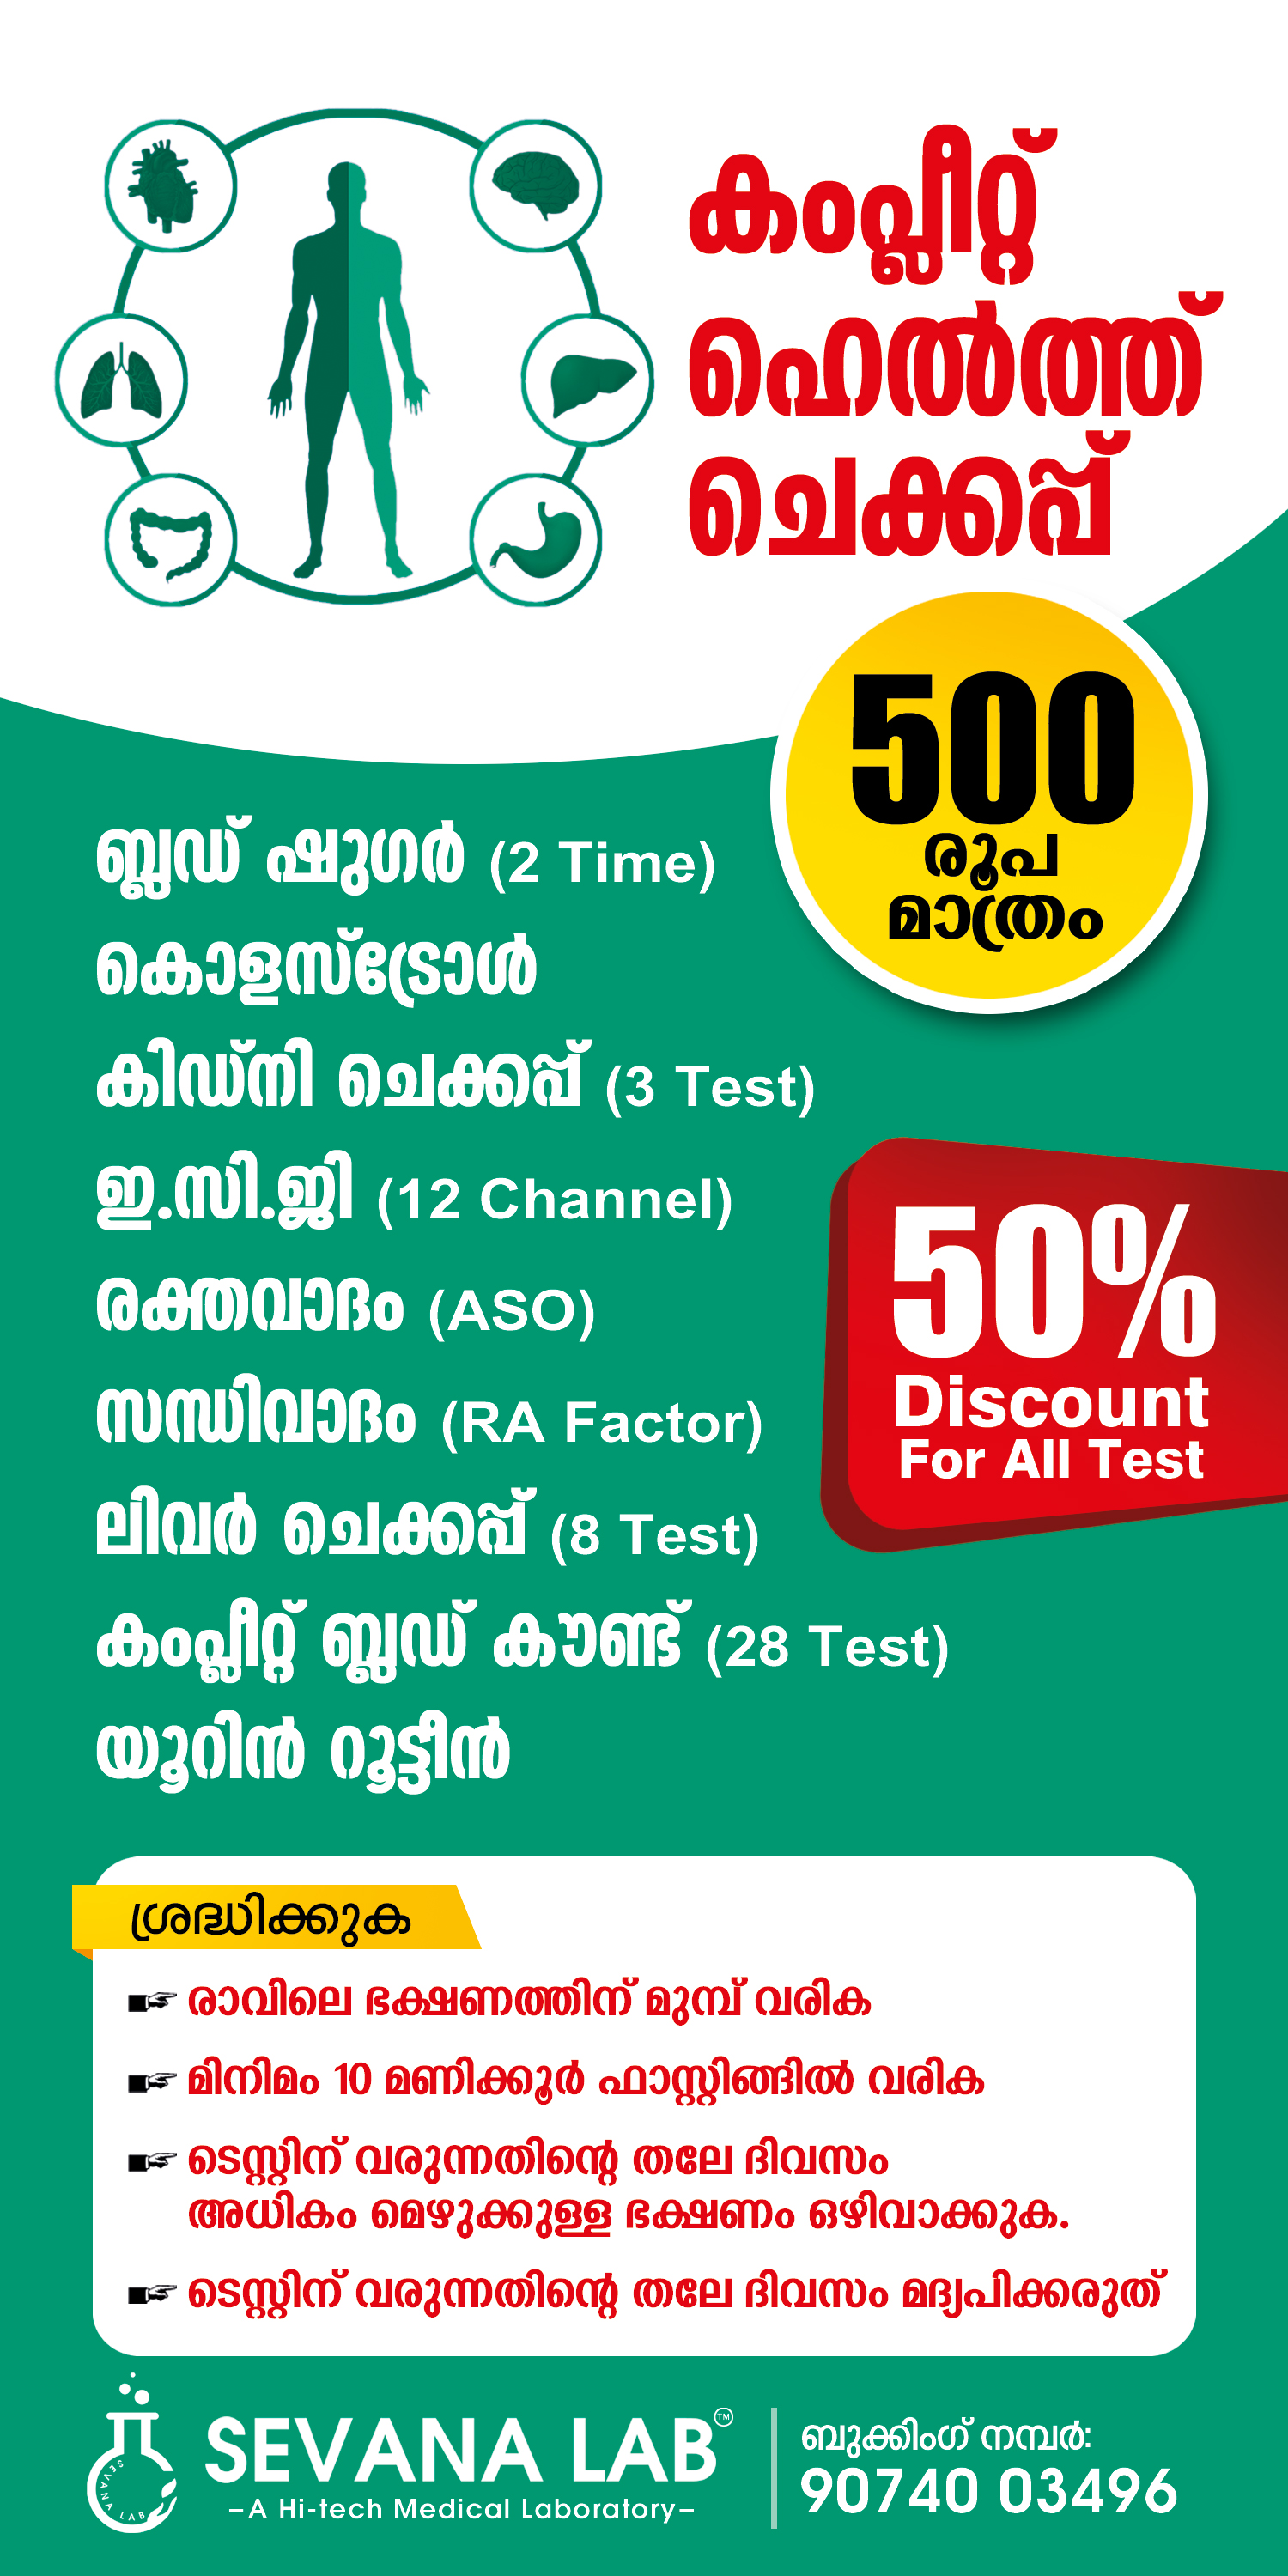 കംപ്ലീറ്റ്
ഹെൽത്ത്
ചെക്കപ്പ്
500
രൂപ
മാത്രം
ബ്ലഡ് ഷുഗർ (2 Time)
കൊളസ്ട്രോൾ
കിഡ്നി ചെക്കപ്പ് (3 Test)
ഇ.സി.ജി (12 Channel)
രക്തവാദം (ASO)
സന്ധിവാദം (RA Factor)
ലിവർ ചെക്കപ്പ് (8 Test)
കംപ്ലീറ്റ് ബ്ലഡ് കൗണ്ട് (28 Test)
യൂറിൻ റൂട്ടീൻ
50%
Discount
For All Test
ശ്രദ്ധിക്കുക
രാവിലെ ഭക്ഷണത്തിന് മുമ്പ് വരിക
മിനിമം 10 മണിക്കൂർ ഫാസ്റ്റിങ്ങിൽ വരിക
ടെസ്റ്റിന് വരുന്നതിന്റെ തലേ ദിവസം
അധികം മെഴുക്കുള്ള ഭക്ഷണം ഒഴിവാക്കുക.
ടെസ്റ്റിന് വരുന്നതിന്റെ തലേ ദിവസം മദ്യപിക്കരുത്
SEVANA LAB
SEVANA LAB™
–A Hi-tech Medical Laboratory–
ബുക്കിംഗ് നമ്പർ:
90740 03496